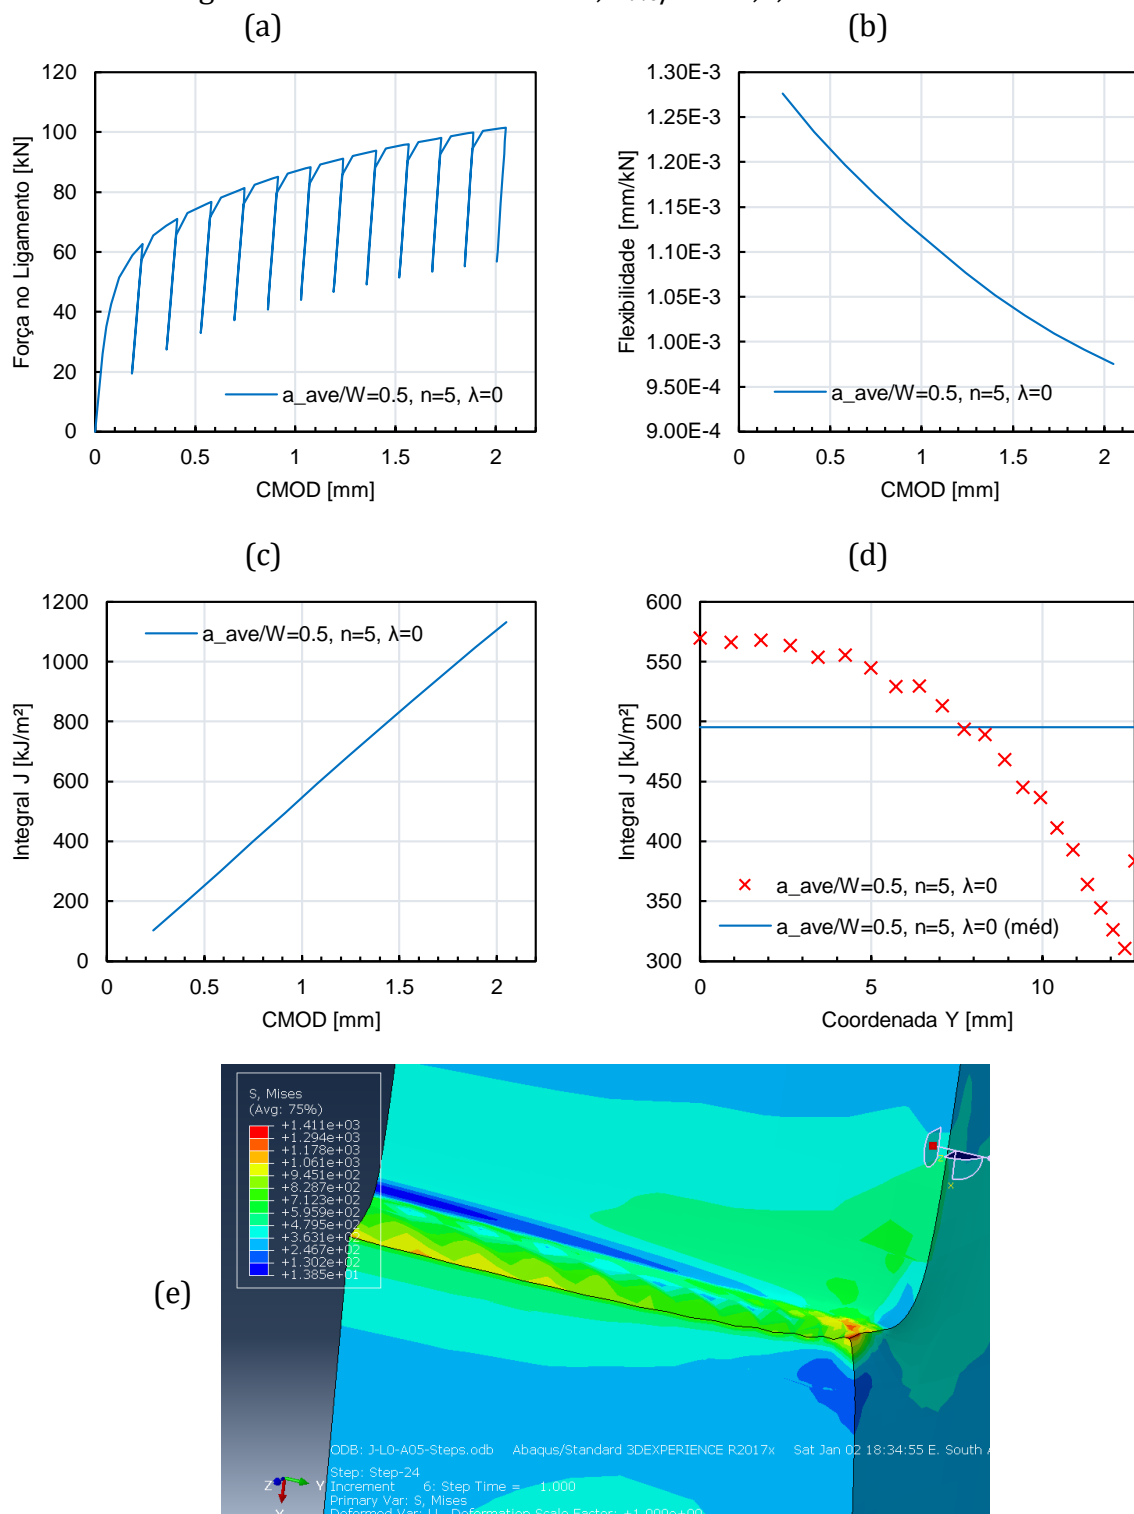 (a)
(b)
120
100
80
60
40
20
0
0
0.5
1
1.5
2
Força no Ligamento [kN]
CMOD [mm]
a_ave/W=0.5, n=5, λ=0
1.30E-3
1.25E-3
1.20E-3
1.15E-3
1.10E-3
1.05E-3
1.00E-3
9.50E-4
9.00E-4
0
0.5
1
1.5
2
Flexibilidade [mm/kN]
CMOD [mm]
a_ave/W=0.5, n=5, λ=0
(c)
(d)
1200
1000
800
600
400
200
0
0
0.5
1
1.5
2
Integral J [kJ/m²]
CMOD [mm]
a_ave/W=0.5, n=5, λ=0
600
550
500
450
400
350
300
0
5
10
Integral J [kJ/m²]
Coordenada Y [mm]
a_ave/W=0.5, n=5, λ=0
a_ave/W=0.5, n=5, λ=0 (méd)
(e)
S, Mises
(Avg: 75%)
+1.411e+03
+1.294e+03
+1.178e+03
+1.061e+03
+9.451e+02
+8.287e+02
+7.123e+02
+5.959e+02
+4.795e+02
+3.631e+02
+2.467e+02
+1.302e+02
+1.385e+01
ODB: J-L0-A05-Steps.odb Abaqus/Standard 3DEXPERIENCE R2017x Sat Jan 02 18:34:55 E. South
Step: Step-24
Increment 6: Step Time = 1.000
Primary Var: S, Mises
Deformed Var: U Deformation Scale Factor: +1.000e+00
Z
Y
X